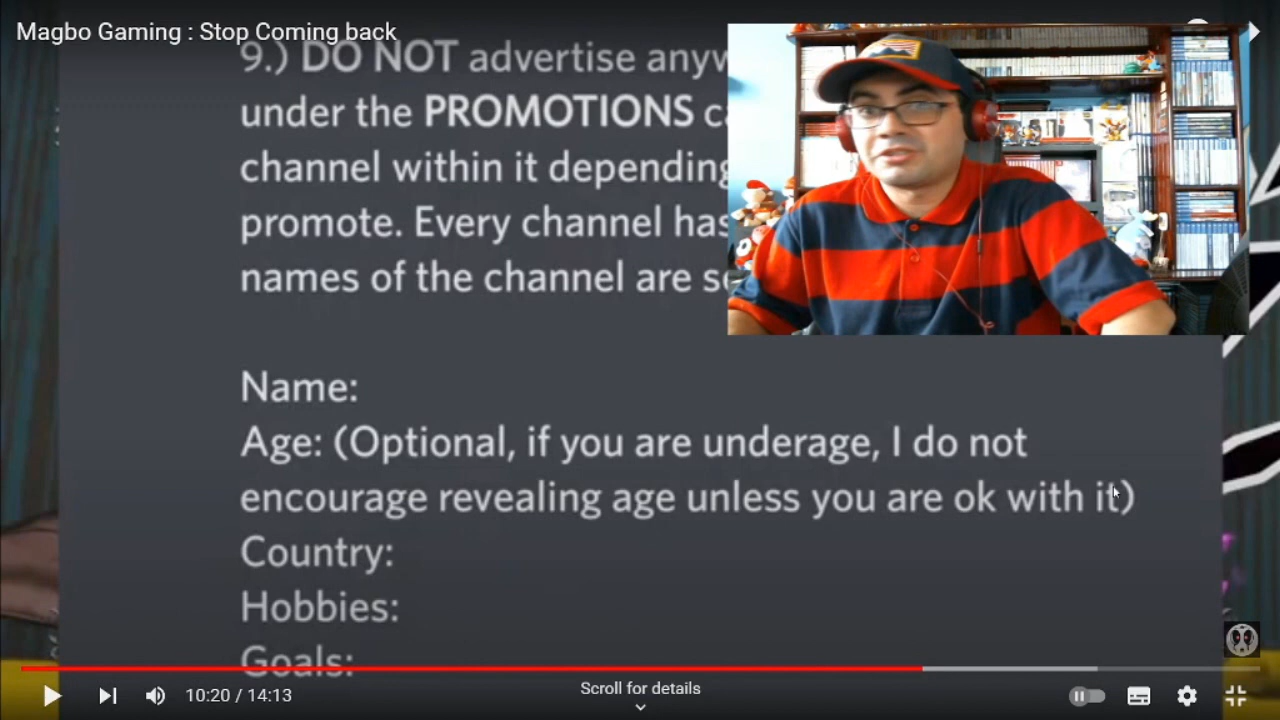 Magbo Gaming : Stop Coming back
9.) DO NOT advertise
under the PROMOTIONS
channel within it depending
promote. Every channel has
names of the channel are
Name:
Age: (Optional, if you are underage, I do not
encourage revealing age unless you are ok with it)
Country:
Hobbies:
Goals:
10:20 / 14:13
Scroll for details